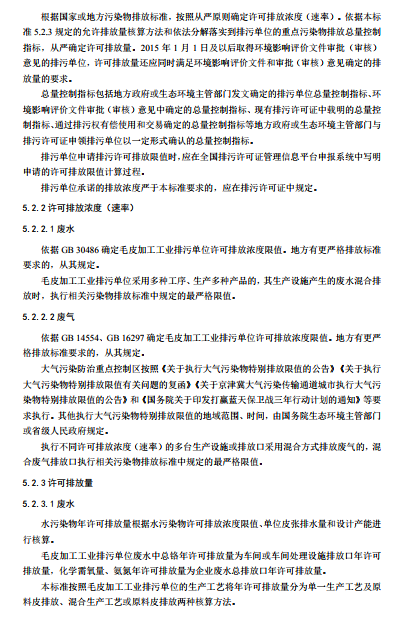 根据国家或地方污染物排放标准，按照从严原则确定许可排放浓度（速率）。依据本标
准 5.2.3 规定的允许排放量核算方法和依法分解落实到排污单位的重点污染物排放总量控制
指标，从严确定许可排放量。2015 年 1 月 1 日及以后取得环境影响评价文件审批（审核）
意见的排污单位，许可排放量还应同时满足环境影响评价文件和审批（审核）意见确定的排
放量的要求。
总量控制指标包括地方政府或生态环境主管部门发文确定的排污单位总量控制指标、环
境影响评价文件审批（审核）意见中确定的总量控制指标、现有排污许可证中载明的总量控
制指标、通过排污权有偿使用和交易确定的总量控制指标等地方政府或生态环境主管部门与
排污许可证申领排污单位以一定形式确认的总量控制指标。
排污单位申请排污许可排放限值时，应在全国排污许可证管理信息平台申报系统中写明
申请的许可排放限值计算过程。
排污单位承诺的排放浓度严于本标准要求的，应在排污许可证中规定。
5.2.2 许可排放浓度（速率）
5.2.2.1 废水
依据 GB 30486 确定毛皮加工工业排污单位许可排放浓度限值。地方有更严格排放标准
要求的，从其规定。
毛皮加工工业排污单位采用多种工序、生产多种产品的，其生产设施产生的废水混合排
放时，执行相关污染物排放标准中规定的最严格限值。
5.2.2.2 废气
依据 GB 14554、GB 16297 确定毛皮加工工业排污单位许可排放浓度限值。地方有更严
格排放标准要求的，从其规定。
大气污染防治重点控制区按照《关于执行大气污染物特别排放限值的公告》《关于执行
大气污染物特别排放限值有关问题的复函》《关于京津冀大气污染传输通道城市执行大气污
染物特别排放限值的公告》和《国务院关于印发打赢蓝天保卫战三年行动计划的通知》等要
求执行。其他执行大气污染物特别排放限值的地域范围、时间，由国务院生态环境主管部门
或省级人民政府规定。
执行不同许可排放浓度（速率）的多台生产设施或排放口采用混合方式排放废气的，混
合废气排放口执行相关污染物排放标准中规定的最严格限值。
5.2.3 许可排放量
5.2.3.1 废水
水污染物年许可排放量根据水污染物许可排放浓度限值、单位皮张排水量和设计产能进
行核算。
毛皮加工工业排污单位废水中总铬年许可排放量为车间或车间处理设施排放口年许可
排放量，化学需氧量、氨氮年许可排放量为企业废水总排放口年许可排放量。
本标准按照毛皮加工工业排污单位的生产工艺将年许可排放量分为单一生产工艺及原
料皮排放、混合生产工艺或原料皮排放两种核算方法。